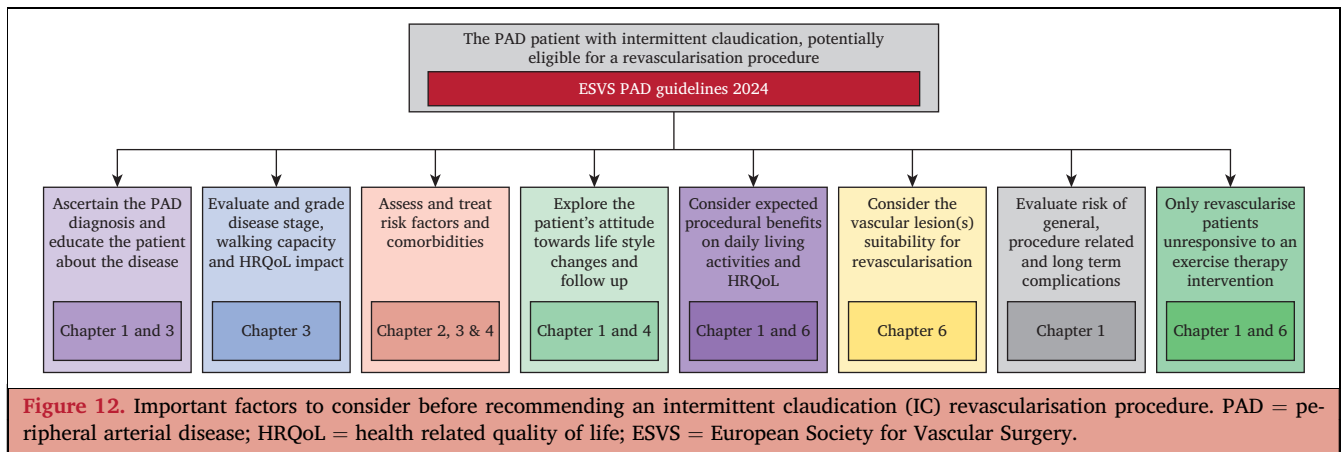 The PAD patient with intermittent claudication, potentially
eligible for a revascularisation procedure
ESVS PAD guidelines 2024
Ascertain the PAD
diagnosis and
educate the patient
about the disease
Chapter 1 and 3
Evaluate and grade
disease stage,
walking capacity
and HRQoL impact
Chapter 3
Assess and treat
risk factors and
comorbidities
Chapter 2, 3 & 4
Explore the
patient's attitude
towards life style
changes and
follow up
Chapter 1 and 4
Consider expected
procedural benefits
on daily living
activities and
HRQoL
Chapter 1 and 6
Consider the
vascular lesion(s)
suitability for
revascularisation
Chapter 6
Evaluate risk of
general,
procedure related
and long term
complications
Chapter 1
Only revascularise
patients
unresponsive to an
exercise therapy
intervention
Chapter 1 and 6
Figure 12. Important factors to consider before recommending an intermittent claudication (IC) revascularisation procedure. PAD = pe-
ripheral arterial disease; HRQoL = health related quality of life; ESVS = European Society for Vascular Surgery.